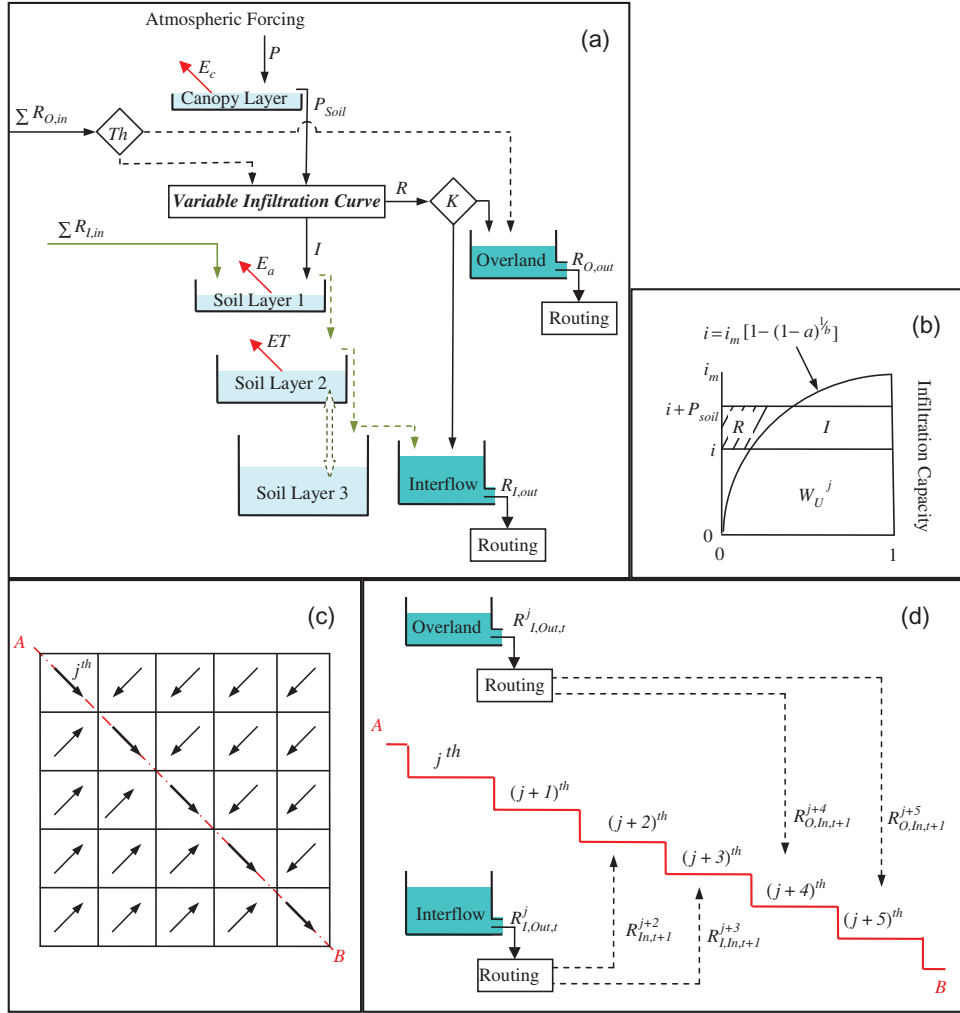 (a)
Atmospheric Forcing
P
E_c
Canopy Layer
P_Soil
∑ R_O,in
Th
Variable Infiltration Curve
R
K
∑ R_I,in
I
E_a
Soil Layer 1
Overland
R_O,out
Routing
ET
Soil Layer 2
Soil Layer 3
Interflow
R_I,out
Routing
(b)
i=i_m [1-(1-a)^⅟b]
i_m
i+P_soil
R
I
i
W_U^j
0
0
1
Infiltration Capacity
(c)
A
j^th
B
(d)
Overland
R^j_I,Out,t
Routing
A
j^th
(j+1)^th
(j+2)^th
(j+3)^th
(j+4)^th
(j+5)^th
R^j+4_O,In,t+1
R^j+5_O,In,t+1
Interflow
R^j_I,Out,t
Routing
R^j+2_In,t+1
R^j+3_I,In,t+1
B